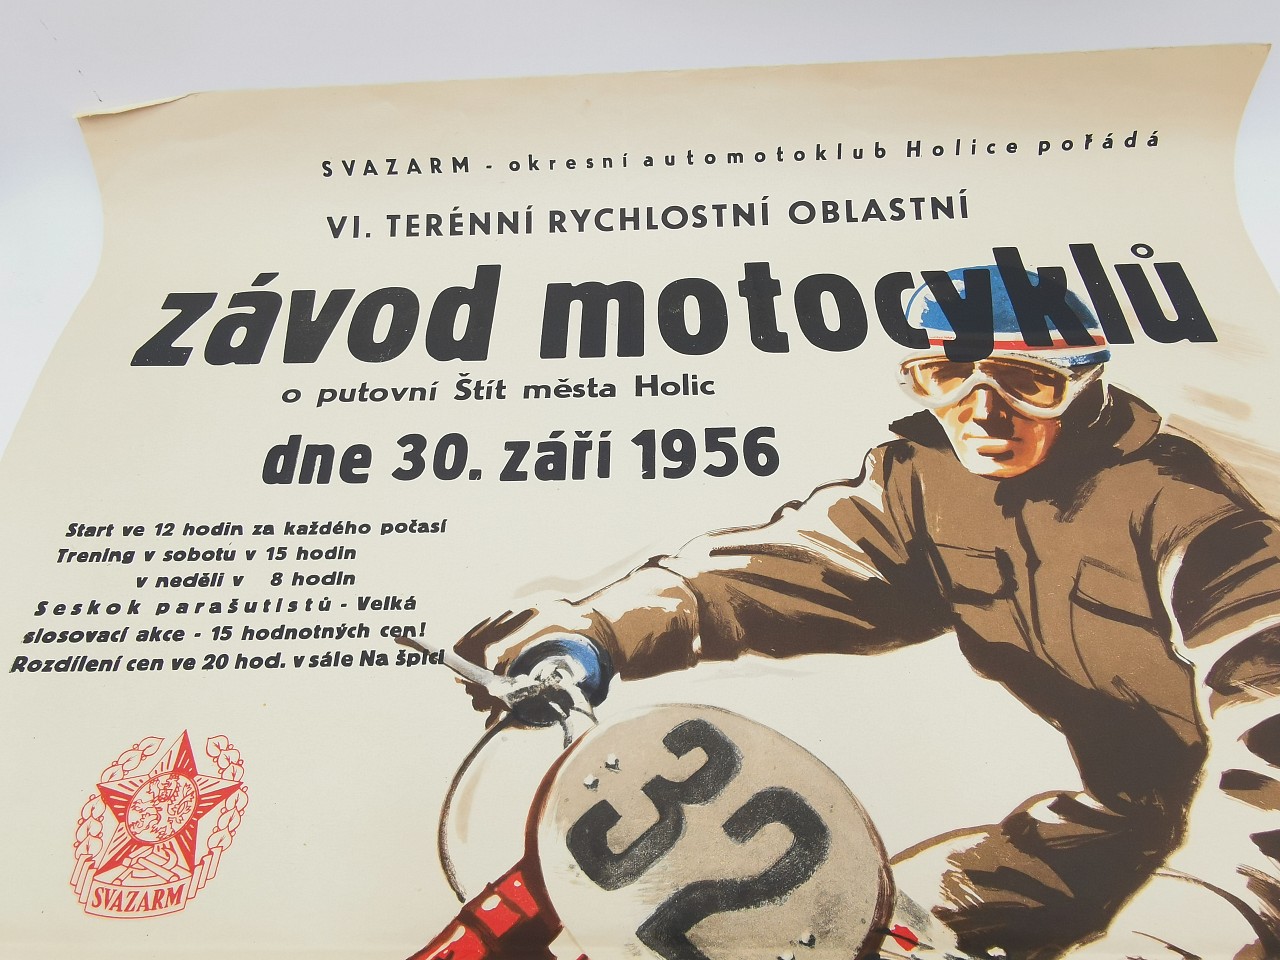 SVAZARM - okresní automotoklub Holice pořádá
VI. TERÉNNÍ RYCHLOSTNÍ OBLASTNÍ
závod motocyklů
o putovní Štít města Holic
dne 30. září 1956
Start ve 12 hodin za každého počasí
Trening v sobotu v 15 hodin
v neděli v 8 hodin
Seskok parašutistů - Velká
slosovací akce - 15 hodnotných cen!
Rozdílení cen ve 20 hod. v sále Na špici
32
SVAZARM